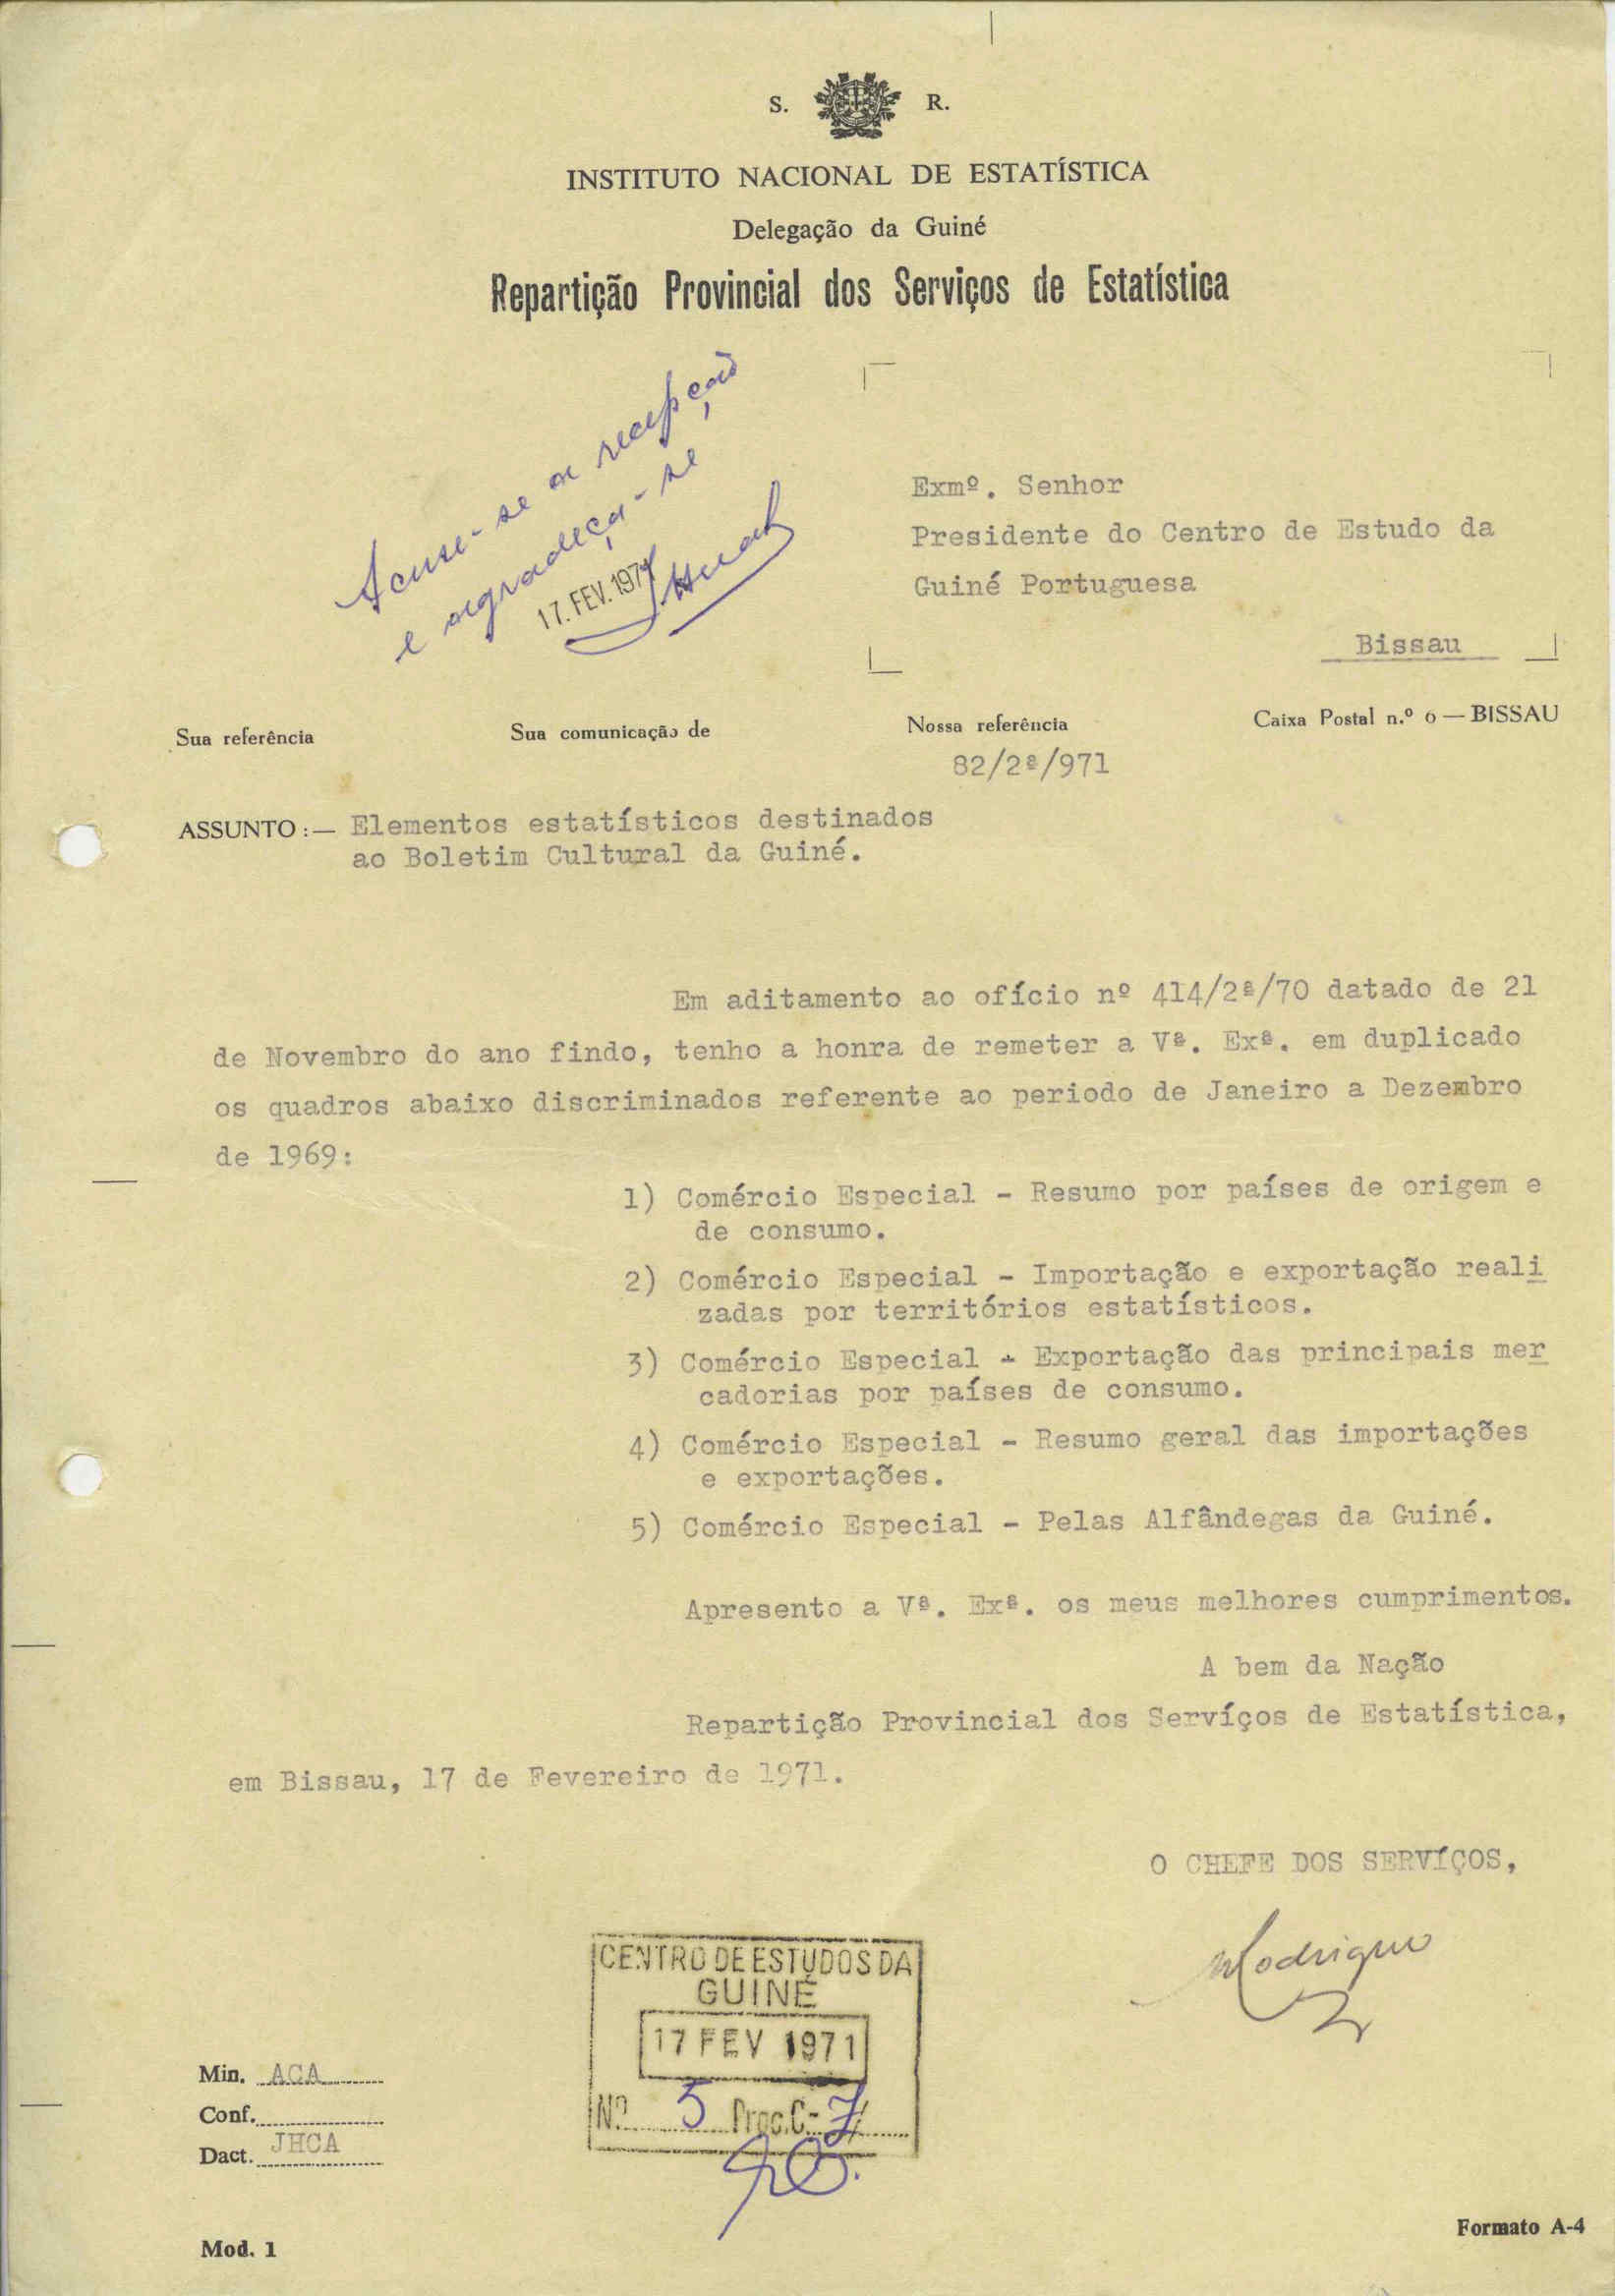 S. R.
INSTITUTO NACIONAL DE ESTATÍSTICA
Delegação da Guiné
Repartição Provincial dos Serviços de Estatística
Acuse-se a recepção
e agradeça-se
17. FEV. 1971
Exmº. Senhor
Presidente do Centro de Estudo da
Guiné Portuguesa
Bissau
Sua referência
Sua comunicação de
Nossa referência
Caixa Postal n.º 6 — BISSAU
82/2ª/971
ASSUNTO :— Elementos estatísticos destinados
ao Boletim Cultural da Guiné.
Em aditamento ao ofício nº 414/2ª/70 datado de 21
de Novembro do ano findo, tenho a honra de remeter a Vª. Exª. em duplicado
os quadros abaixo discriminados referente ao periodo de Janeiro a Dezembro
de 1969:
1) Comércio Especial - Resumo por países de origem e
de consumo.
2) Comércio Especial - Importação e exportação reali
zadas por territórios estatísticos.
3) Comércio Especial - Exportação das principais mer
cadorias por países de consumo.
4) Comércio Especial - Resumo geral das importações
e exportações.
5) Comércio Especial - Pelas Alfândegas da Guiné.
Apresento a Vª. Exª. os meus melhores cumprimentos.
A bem da Nação
Repartição Provincial dos Servíços de Estatística,
em Bissau, 17 de Fevereiro de 1971.
O CHEFE DOS SERVÍÇOS,
Rodrigues
CENTRO DE ESTUDOS DA
GUINÉ
17 FEV 1971
Nº 5 Proc. C-7
Min. ACA
Conf.
Dact. JHCA
Mod. 1
Formato A-4